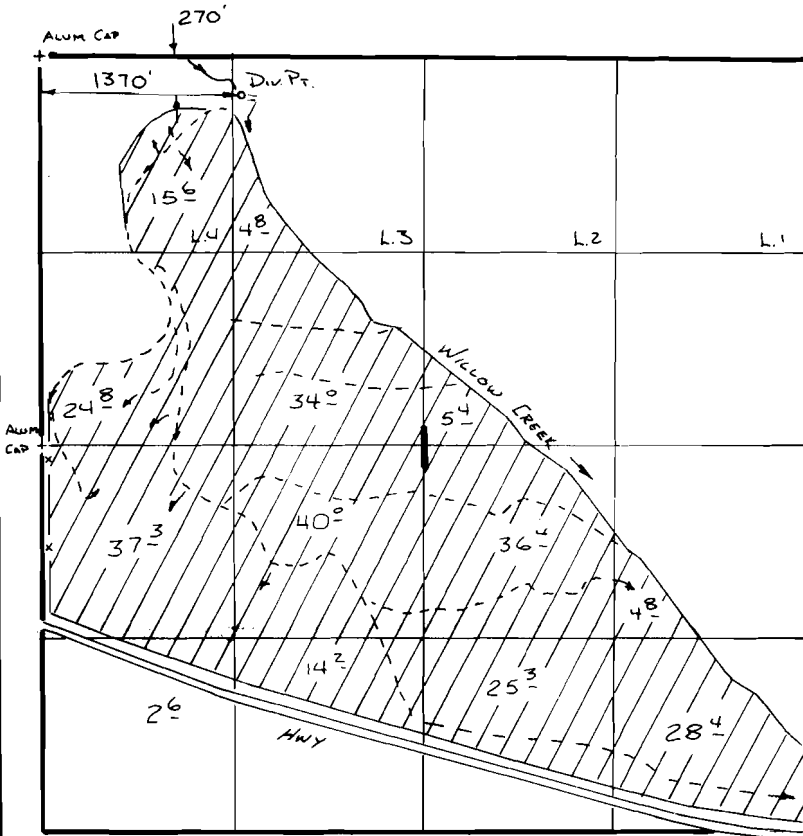 270'
ALUM CAP
1370'
DIV. PT.
15 6
L.4
4 8
L.3
L.2
L.1
WILLOW CREEK
24 8
34 0
5 4
ALUM
CAP
x
37 3
40 0
36 4
x
4 8
14 2
25 3
2 6
HWY
28 4